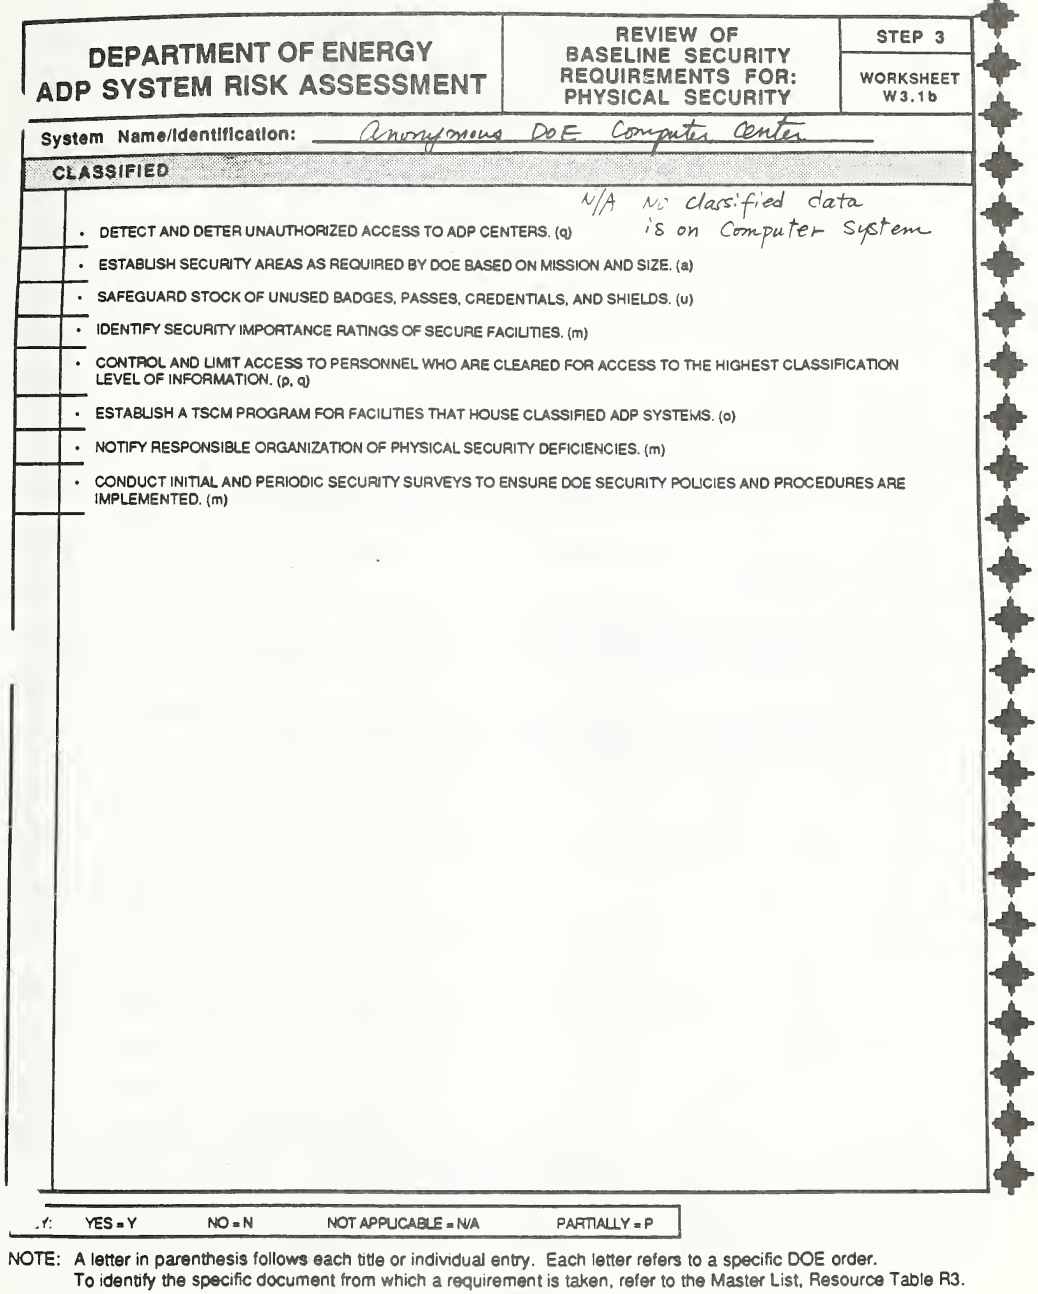 DEPARTMENT OF ENERGY
ADP SYSTEM RISK ASSESSMENT
REVIEW OF
BASELINE SECURITY
REQUIREMENTS FOR:
PHYSICAL SECURITY
STEP 3
WORKSHEET
W3.1b
System Name/Identification: Anonymous DOE Computer Center
CLASSIFIED
N/A No classified data
is on Computer System
• DETECT AND DETER UNAUTHORIZED ACCESS TO ADP CENTERS. (q)
• ESTABLISH SECURITY AREAS AS REQUIRED BY DOE BASED ON MISSION AND SIZE. (a)
• SAFEGUARD STOCK OF UNUSED BADGES, PASSES, CREDENTIALS, AND SHIELDS. (u)
• IDENTIFY SECURITY IMPORTANCE RATINGS OF SECURE FACILITIES. (m)
• CONTROL AND LIMIT ACCESS TO PERSONNEL WHO ARE CLEARED FOR ACCESS TO THE HIGHEST CLASSIFICATION
LEVEL OF INFORMATION. (p, q)
• ESTABLISH A TSCM PROGRAM FOR FACILITIES THAT HOUSE CLASSIFIED ADP SYSTEMS. (o)
• NOTIFY RESPONSIBLE ORGANIZATION OF PHYSICAL SECURITY DEFICIENCIES. (m)
• CONDUCT INITIAL AND PERIODIC SECURITY SURVEYS TO ENSURE DOE SECURITY POLICIES AND PROCEDURES ARE
IMPLEMENTED. (m)
YES = Y NO = N NOT APPLICABLE = N/A PARTIALLY = P
NOTE: A letter in parenthesis follows each title or individual entry. Each letter refers to a specific DOE order.
To identify the specific document from which a requirement is taken, refer to the Master List, Resource Table R3.